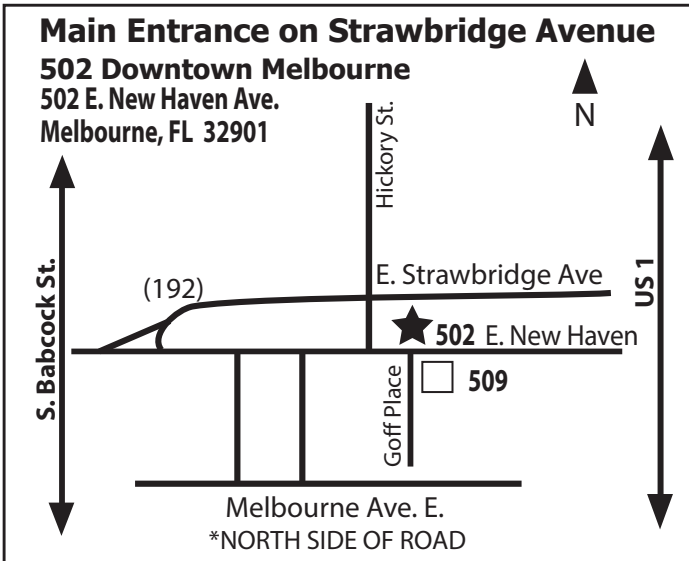 Main Entrance on Strawbridge Avenue
502 Downtown Melbourne
502 E. New Haven Ave.
Melbourne, FL 32901
N
Hickory St.
S. Babcock St.
US 1
(192)
E. Strawbridge Ave
502 E. New Haven
Goff Place
509
Melbourne Ave. E.
*NORTH SIDE OF ROAD